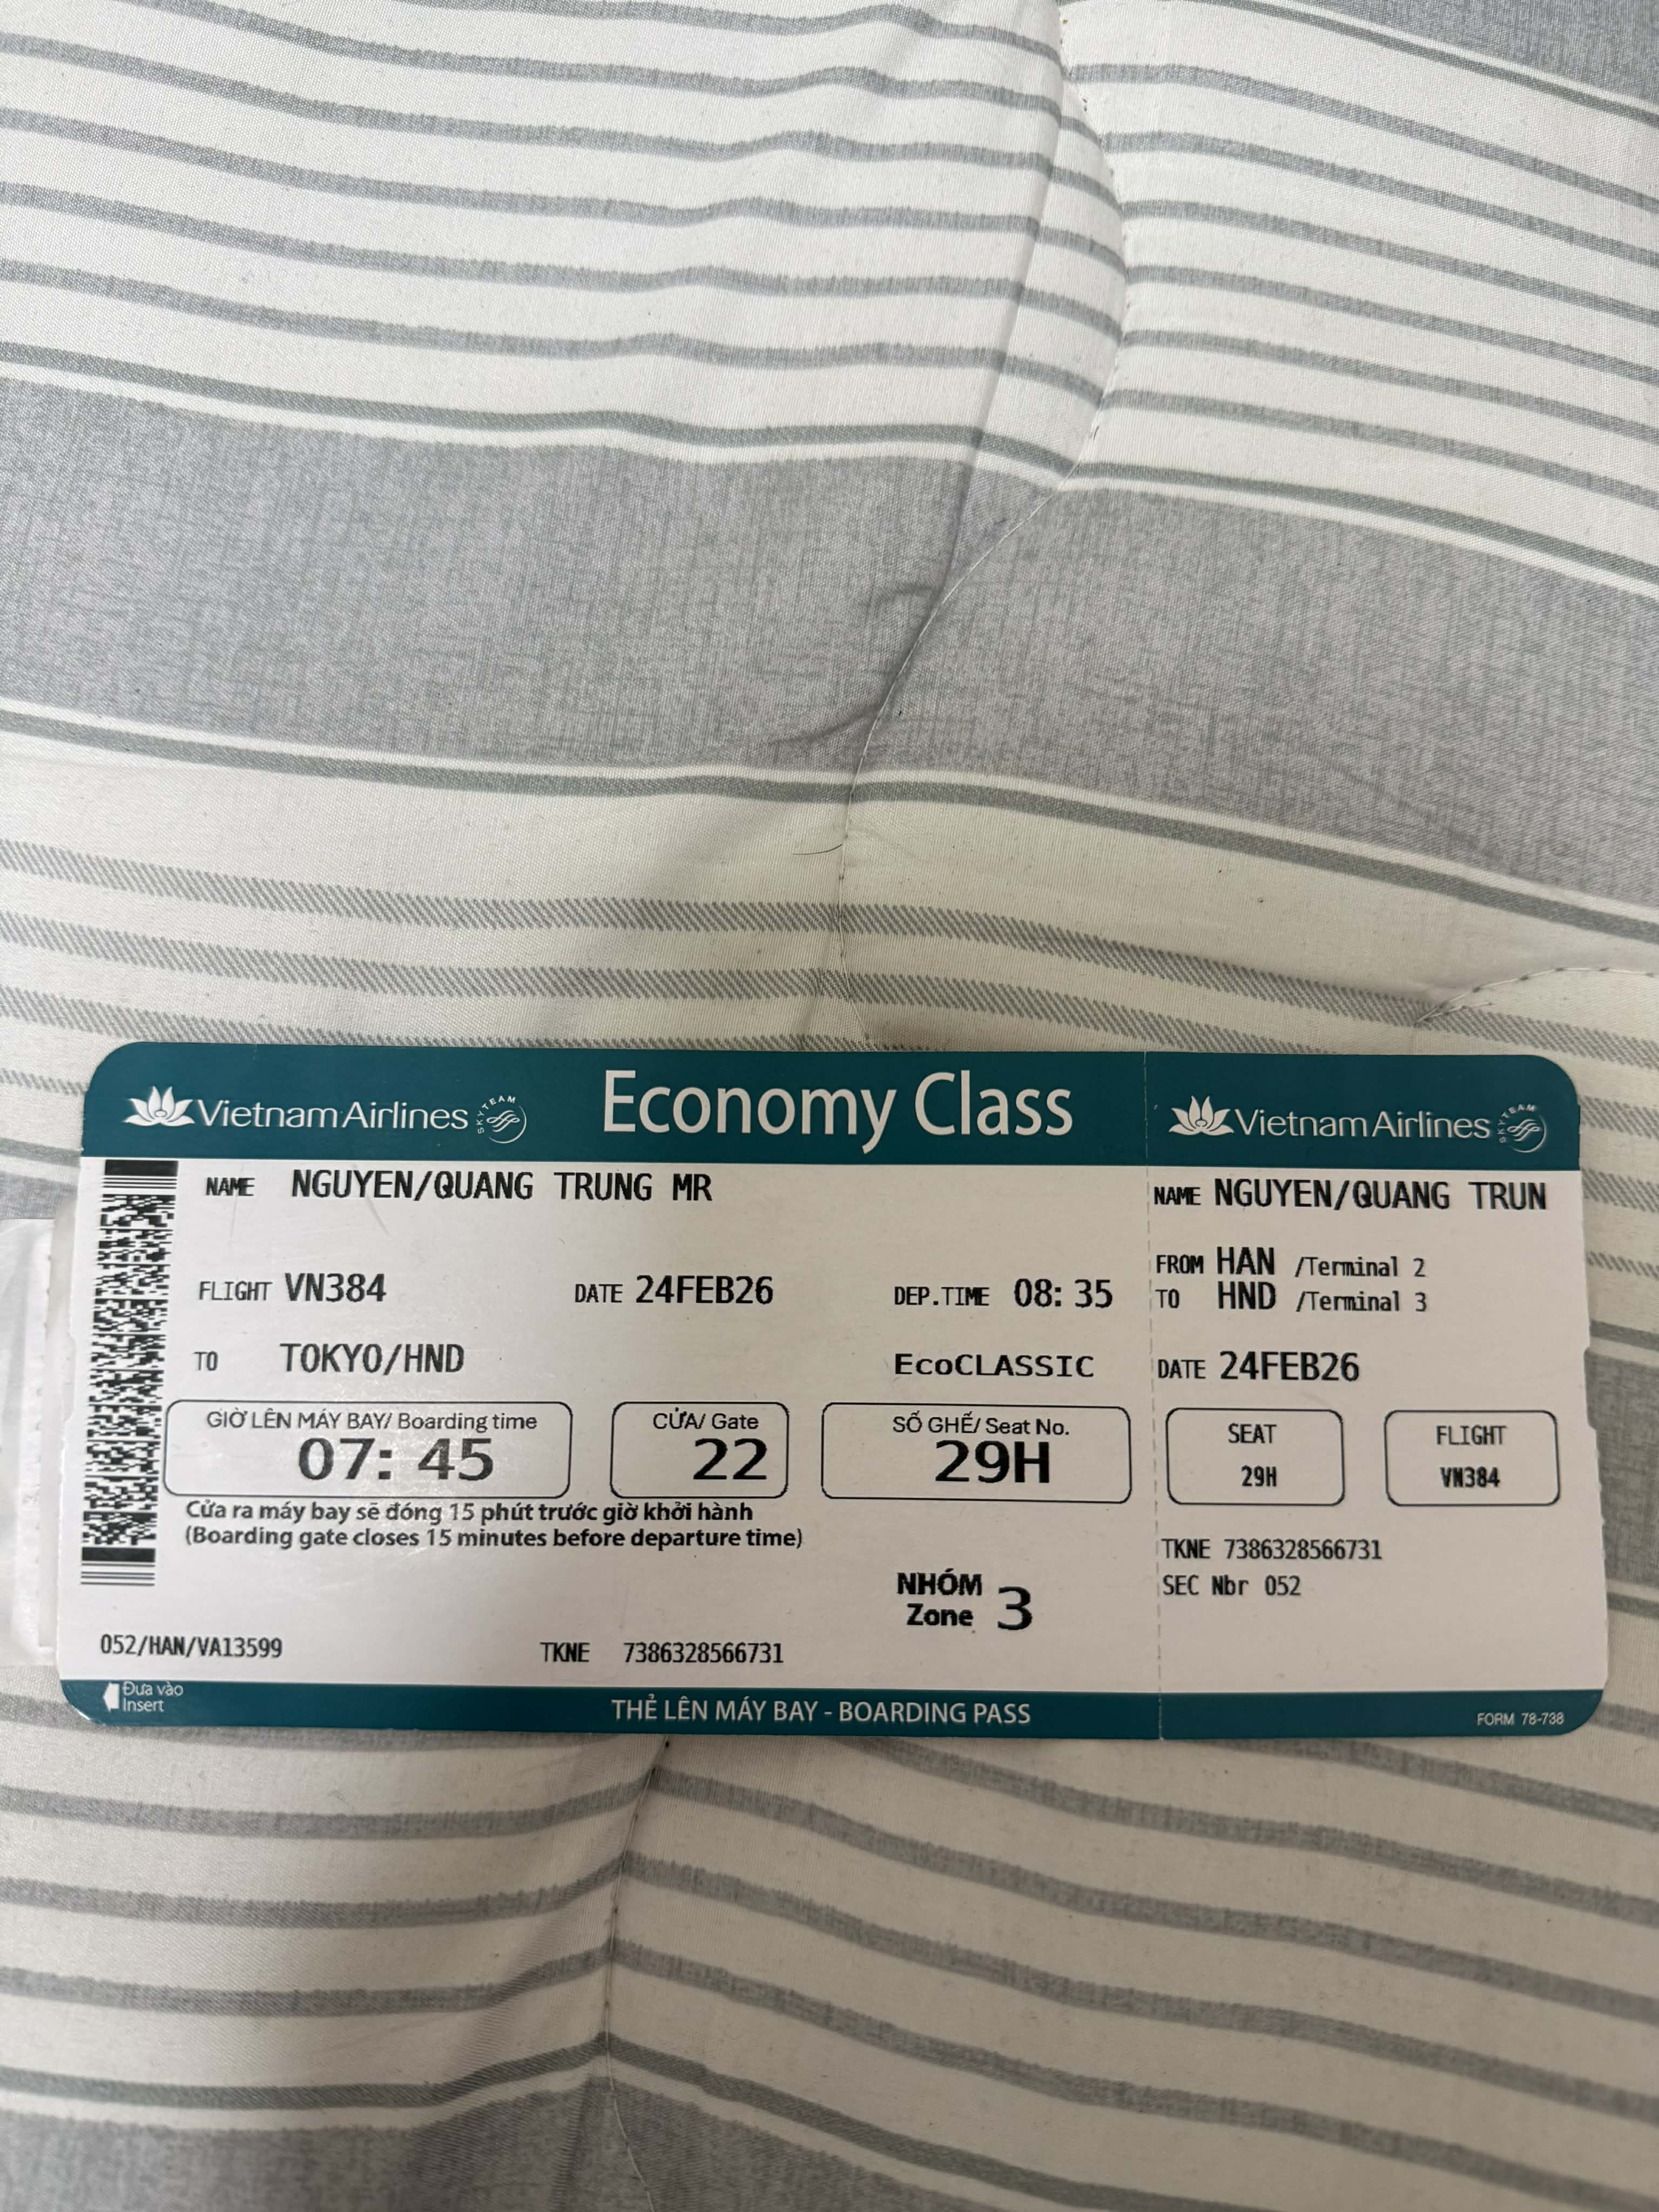 Vietnam Airlines SKYTEAM
Economy Class
NAME NGUYEN/QUANG TRUNG MR
FLIGHT VN384 DATE 24FEB26 DEP.TIME 08: 35
TO TOKYO/HND EcoCLASSIC
GIỜ LÊN MÁY BAY/ Boarding time CỬA/ Gate SỐ GHẾ/ Seat No.
07: 45 22 29H
Cửa ra máy bay sẽ đóng 15 phút trước giờ khởi hành
(Boarding gate closes 15 minutes before departure time)
NHÓM
Zone 3
052/HAN/VA13599 TKNE 7386328566731
Đưa vào
Insert
THẺ LÊN MÁY BAY - BOARDING PASS
Vietnam Airlines SKYTEAM
NAME NGUYEN/QUANG TRUN
FROM HAN /Terminal 2
TO HND /Terminal 3
DATE 24FEB26
SEAT FLIGHT
29H VN384
TKNE 7386328566731
SEC Nbr 052
FORM 78-738